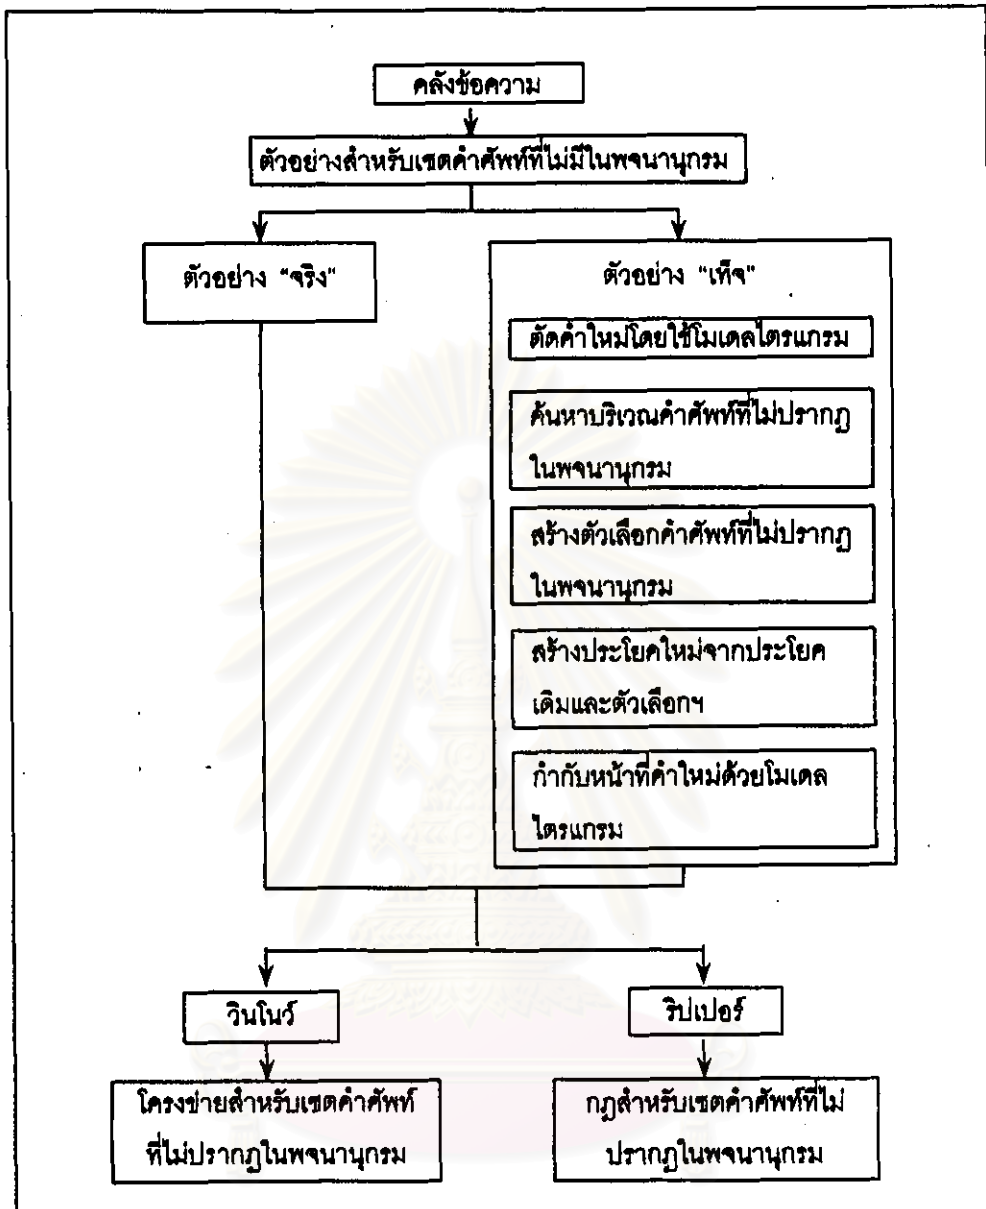 คลังข้อความ
ตัวอย่างสำหรับเซตคำศัพท์ที่ไม่มีในพจนานุกรม
ตัวอย่าง "จริง"
ตัวอย่าง "เท็จ"
ตัดคำใหม่โดยใช้โมเดลไตรแกรม
ค้นหาบริเวณคำศัพท์ที่ไม่ปรากฏ
ในพจนานุกรม
สร้างตัวเลือกคำศัพท์ที่ไม่ปรากฏ
ในพจนานุกรม
สร้างประโยคใหม่จากประโยค
เดิมและตัวเลือกฯ
กำกับหน้าที่คำใหม่ด้วยโมเดล
ไตรแกรม
วินโนว์
ริปเปอร์
โครงข่ายสำหรับเซตคำศัพท์
ที่ไม่ปรากฏในพจนานุกรม
กฎสำหรับเซตคำศัพท์ที่ไม่
ปรากฏในพจนานุกรม